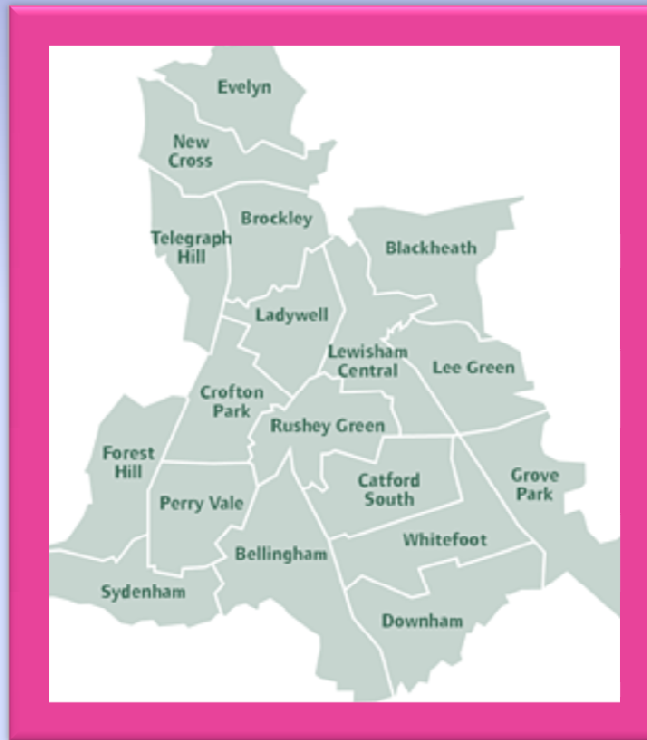 Evelyn
New
Cross
Brockley
Telegraph
Hill
Blackheath
Ladywell
Lewisham
Central
Lee Green
Crofton
Park
Rushey Green
Forest
Hill
Catford
South
Grove
Park
Perry Vale
Whitefoot
Bellingham
Sydenham
Downham